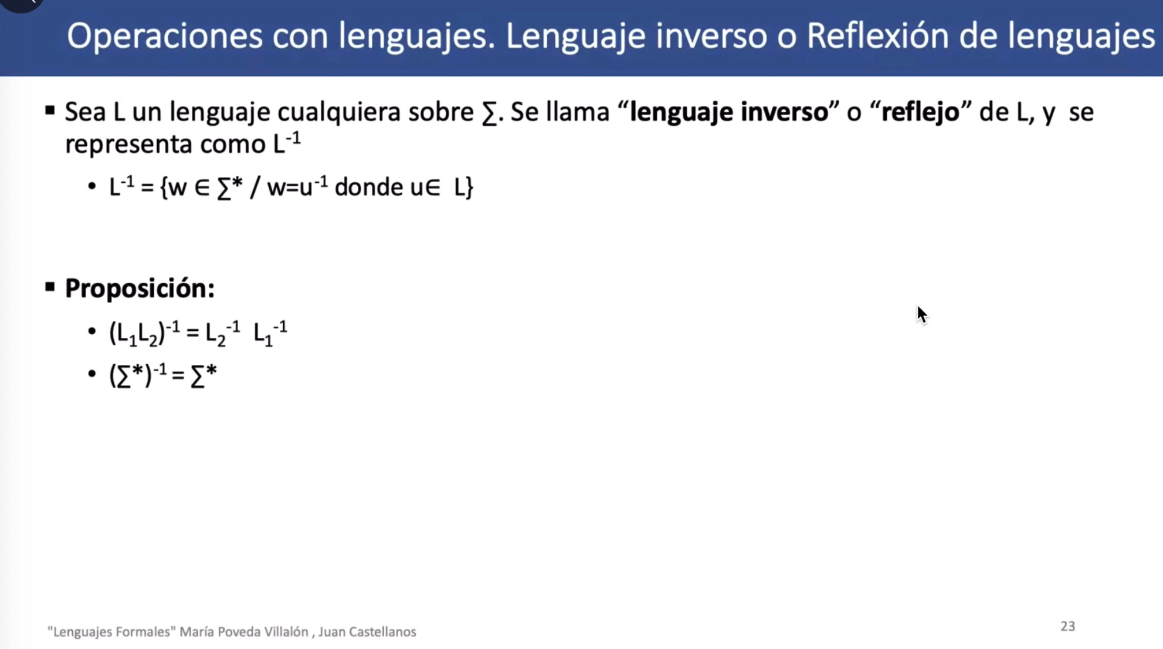 Operaciones con lenguajes. Lenguaje inverso o Reflexión de lenguajes
▪ Sea L un lenguaje cualquiera sobre ∑. Se llama “lenguaje inverso” o “reflejo” de L, y se
representa como L⁻¹
• L⁻¹ = {w ∈ ∑* / w=u⁻¹ donde u∈ L}
▪ Proposición:
• (L₁L₂)⁻¹ = L₂⁻¹ L₁⁻¹
• (∑*)⁻¹ = ∑*
"Lenguajes Formales" María Poveda Villalón , Juan Castellanos
23